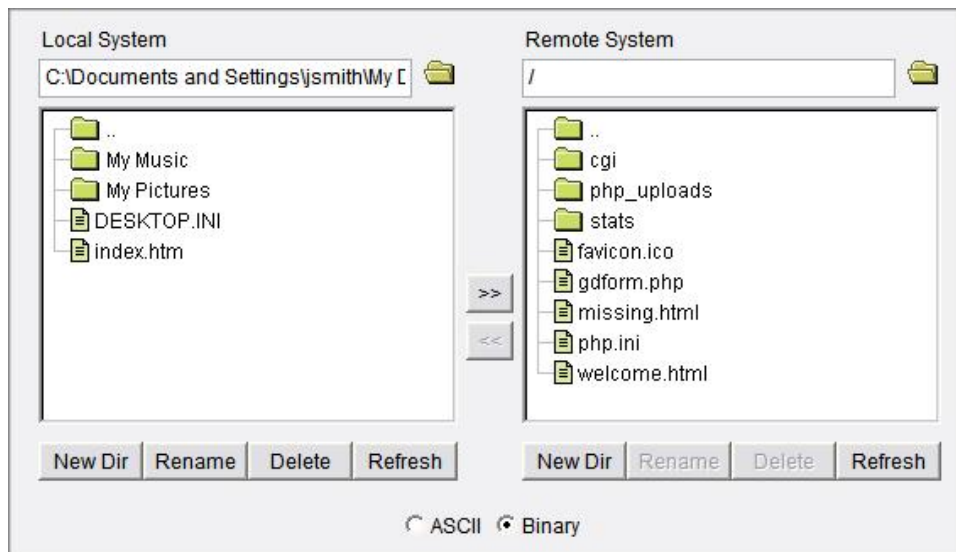 Local System
C:\Documents and Settings\jsmith\My D
..
My Music
My Pictures
DESKTOP.INI
index.htm
>>
<<
New Dir Rename Delete Refresh
Remote System
/
..
cgi
php_uploads
stats
favicon.ico
gdform.php
missing.html
php.ini
welcome.html
New Dir Rename Delete Refresh
ASCII Binary